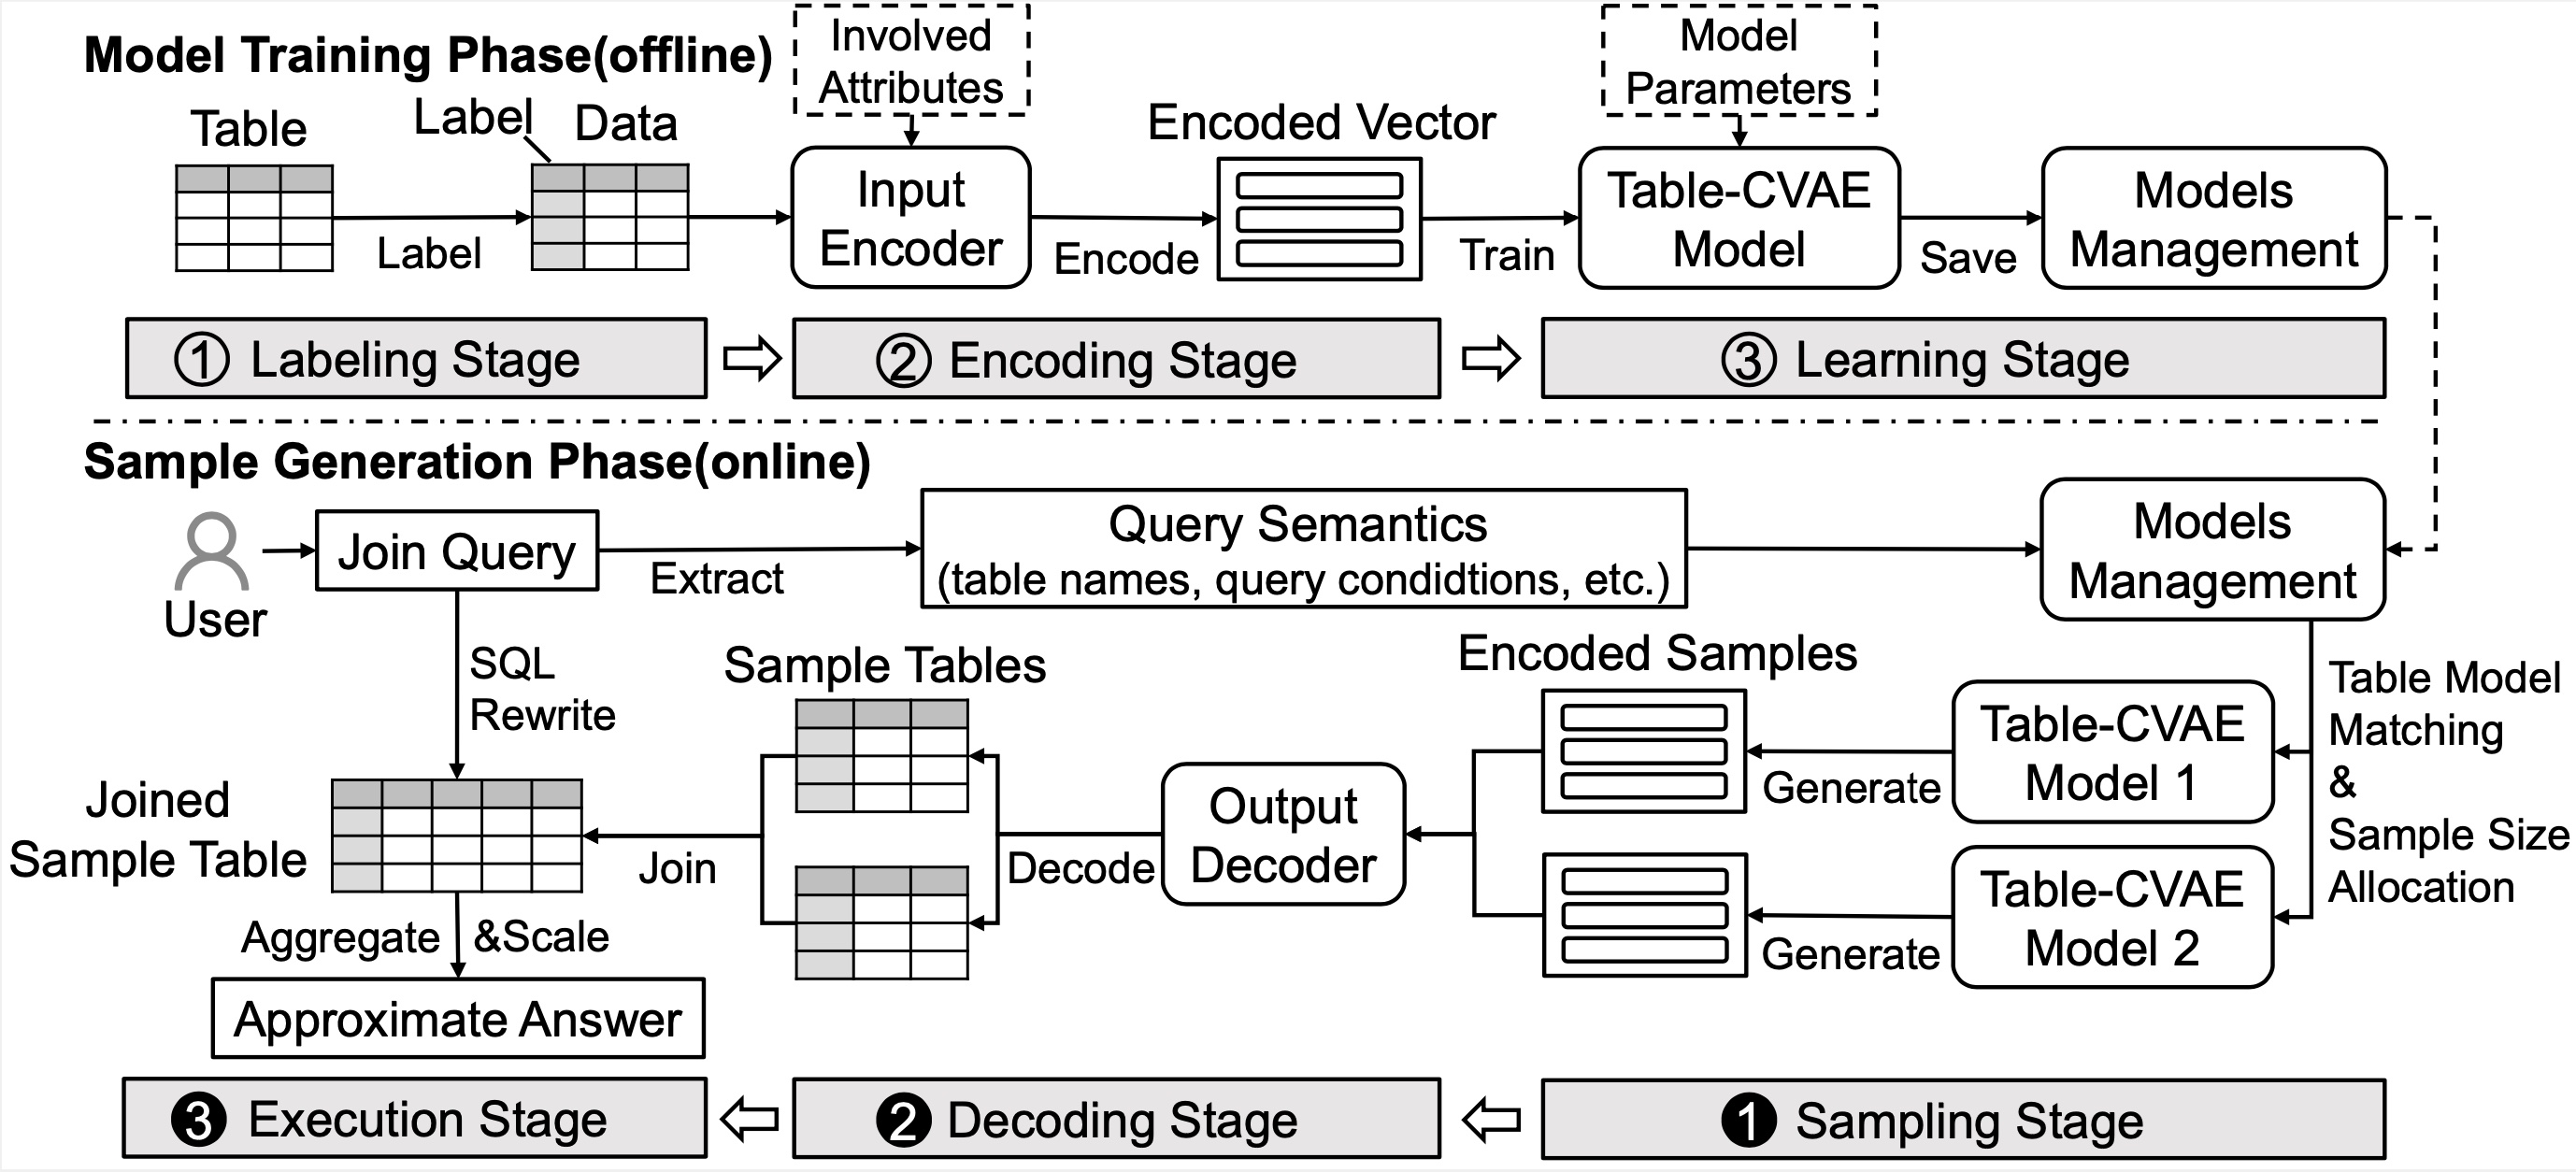 Model Training Phase(offline)
Involved
Attributes
Model
Parameters
Table
Label
Data
Encoded Vector
Label
Input
Encoder
Encode
Train
Table-CVAE
Model
Save
Models
Management
① Labeling Stage
② Encoding Stage
③ Learning Stage
Sample Generation Phase(online)
User
Join Query
Extract
Query Semantics
(table names, query condidtions, etc.)
Models
Management
SQL
Rewrite
Sample Tables
Encoded Samples
Table Model
Matching
&
Sample Size
Allocation
Table-CVAE
Model 1
Generate
Table-CVAE
Model 2
Generate
Output
Decoder
Decode
Join
Joined
Sample Table
Aggregate &Scale
Approximate Answer
❸ Execution Stage
❷ Decoding Stage
❶ Sampling Stage